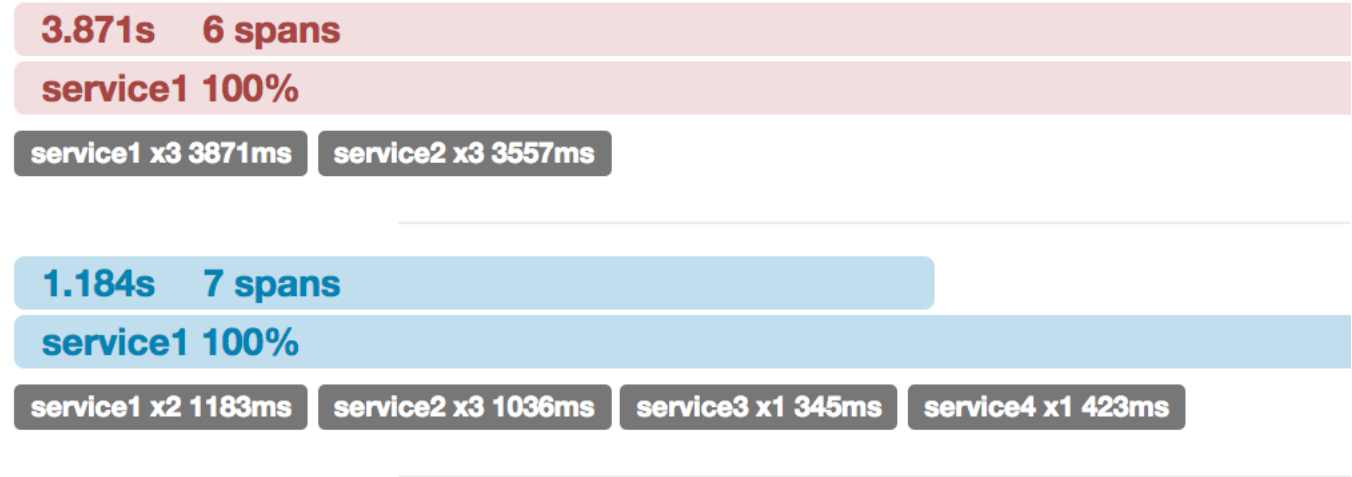 3.871s 6 spans
service1 100%
service1 x3 3871ms service2 x3 3557ms
1.184s 7 spans
service1 100%
service1 x2 1183ms service2 x3 1036ms service3 x1 345ms service4 x1 423ms